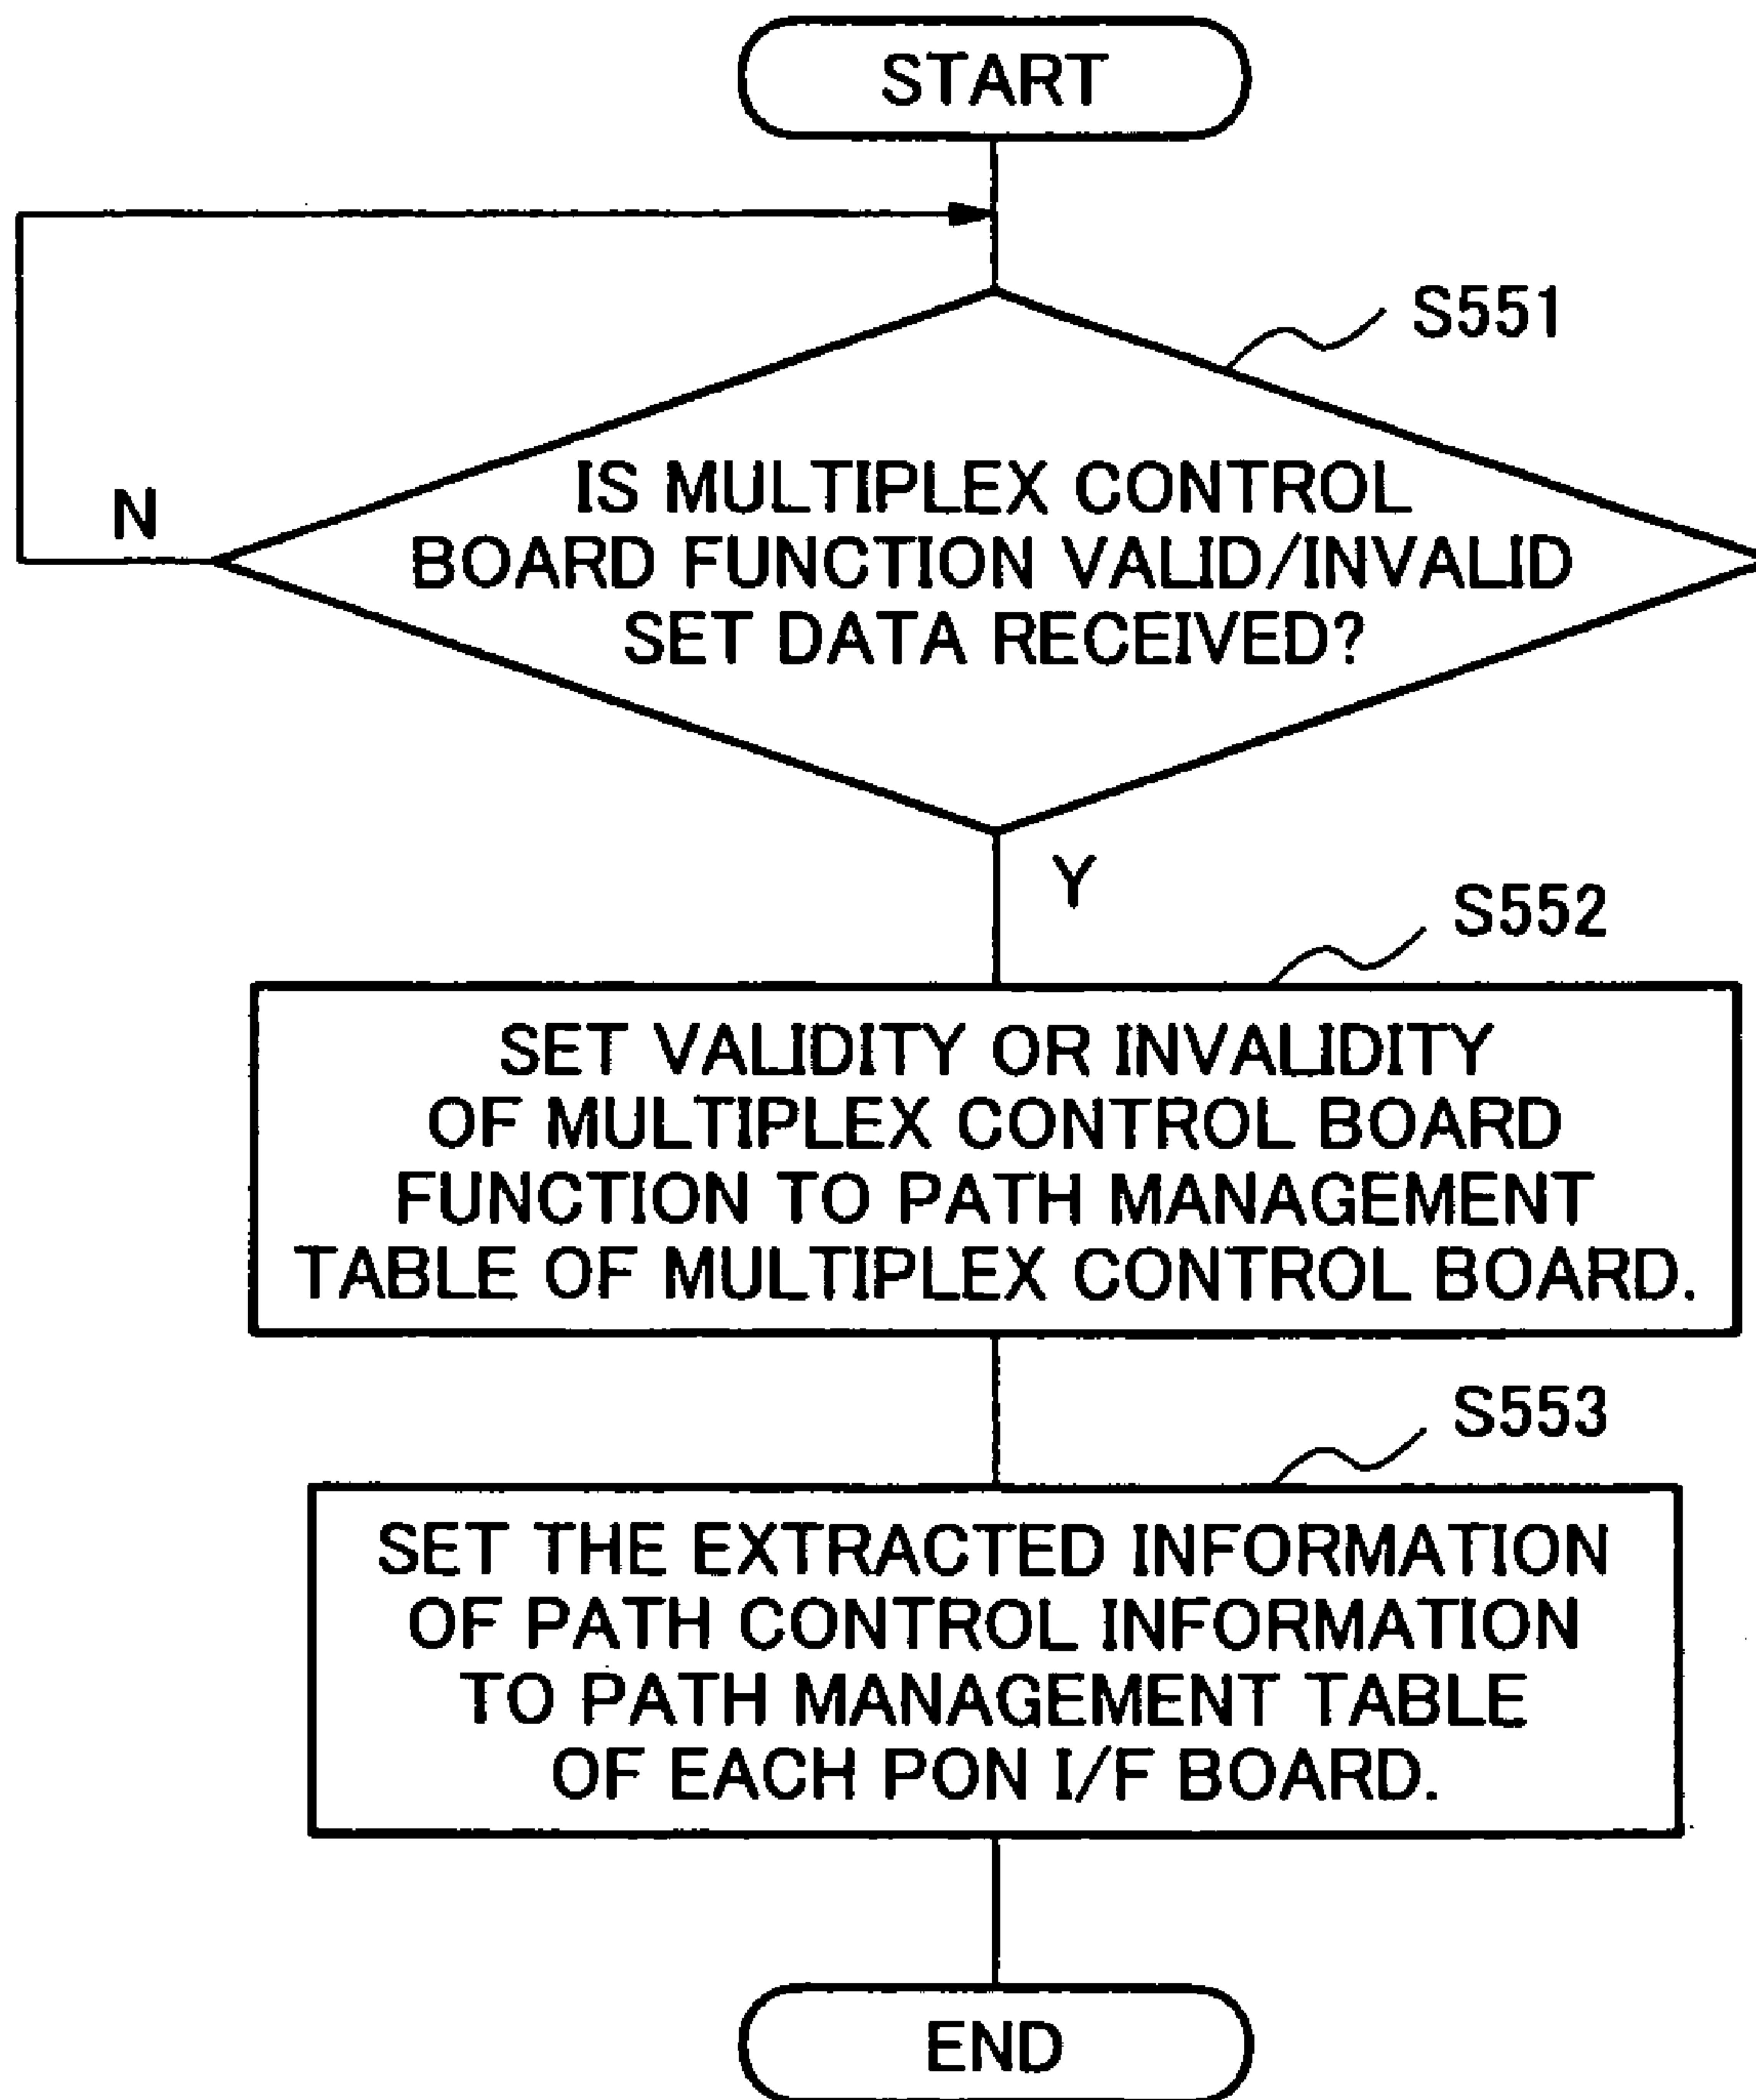 START
S551
IS MULTIPLEX CONTROL
BOARD FUNCTION VALID/INVALID
SET DATA RECEIVED?
N
Y
S552
SET VALIDITY OR INVALIDITY
OF MULTIPLEX CONTROL BOARD
FUNCTION TO PATH MANAGEMENT
TABLE OF MULTIPLEX CONTROL BOARD.
S553
SET THE EXTRACTED INFORMATION
OF PATH CONTROL INFORMATION
TO PATH MANAGEMENT TABLE
OF EACH PON I/F BOARD.
END